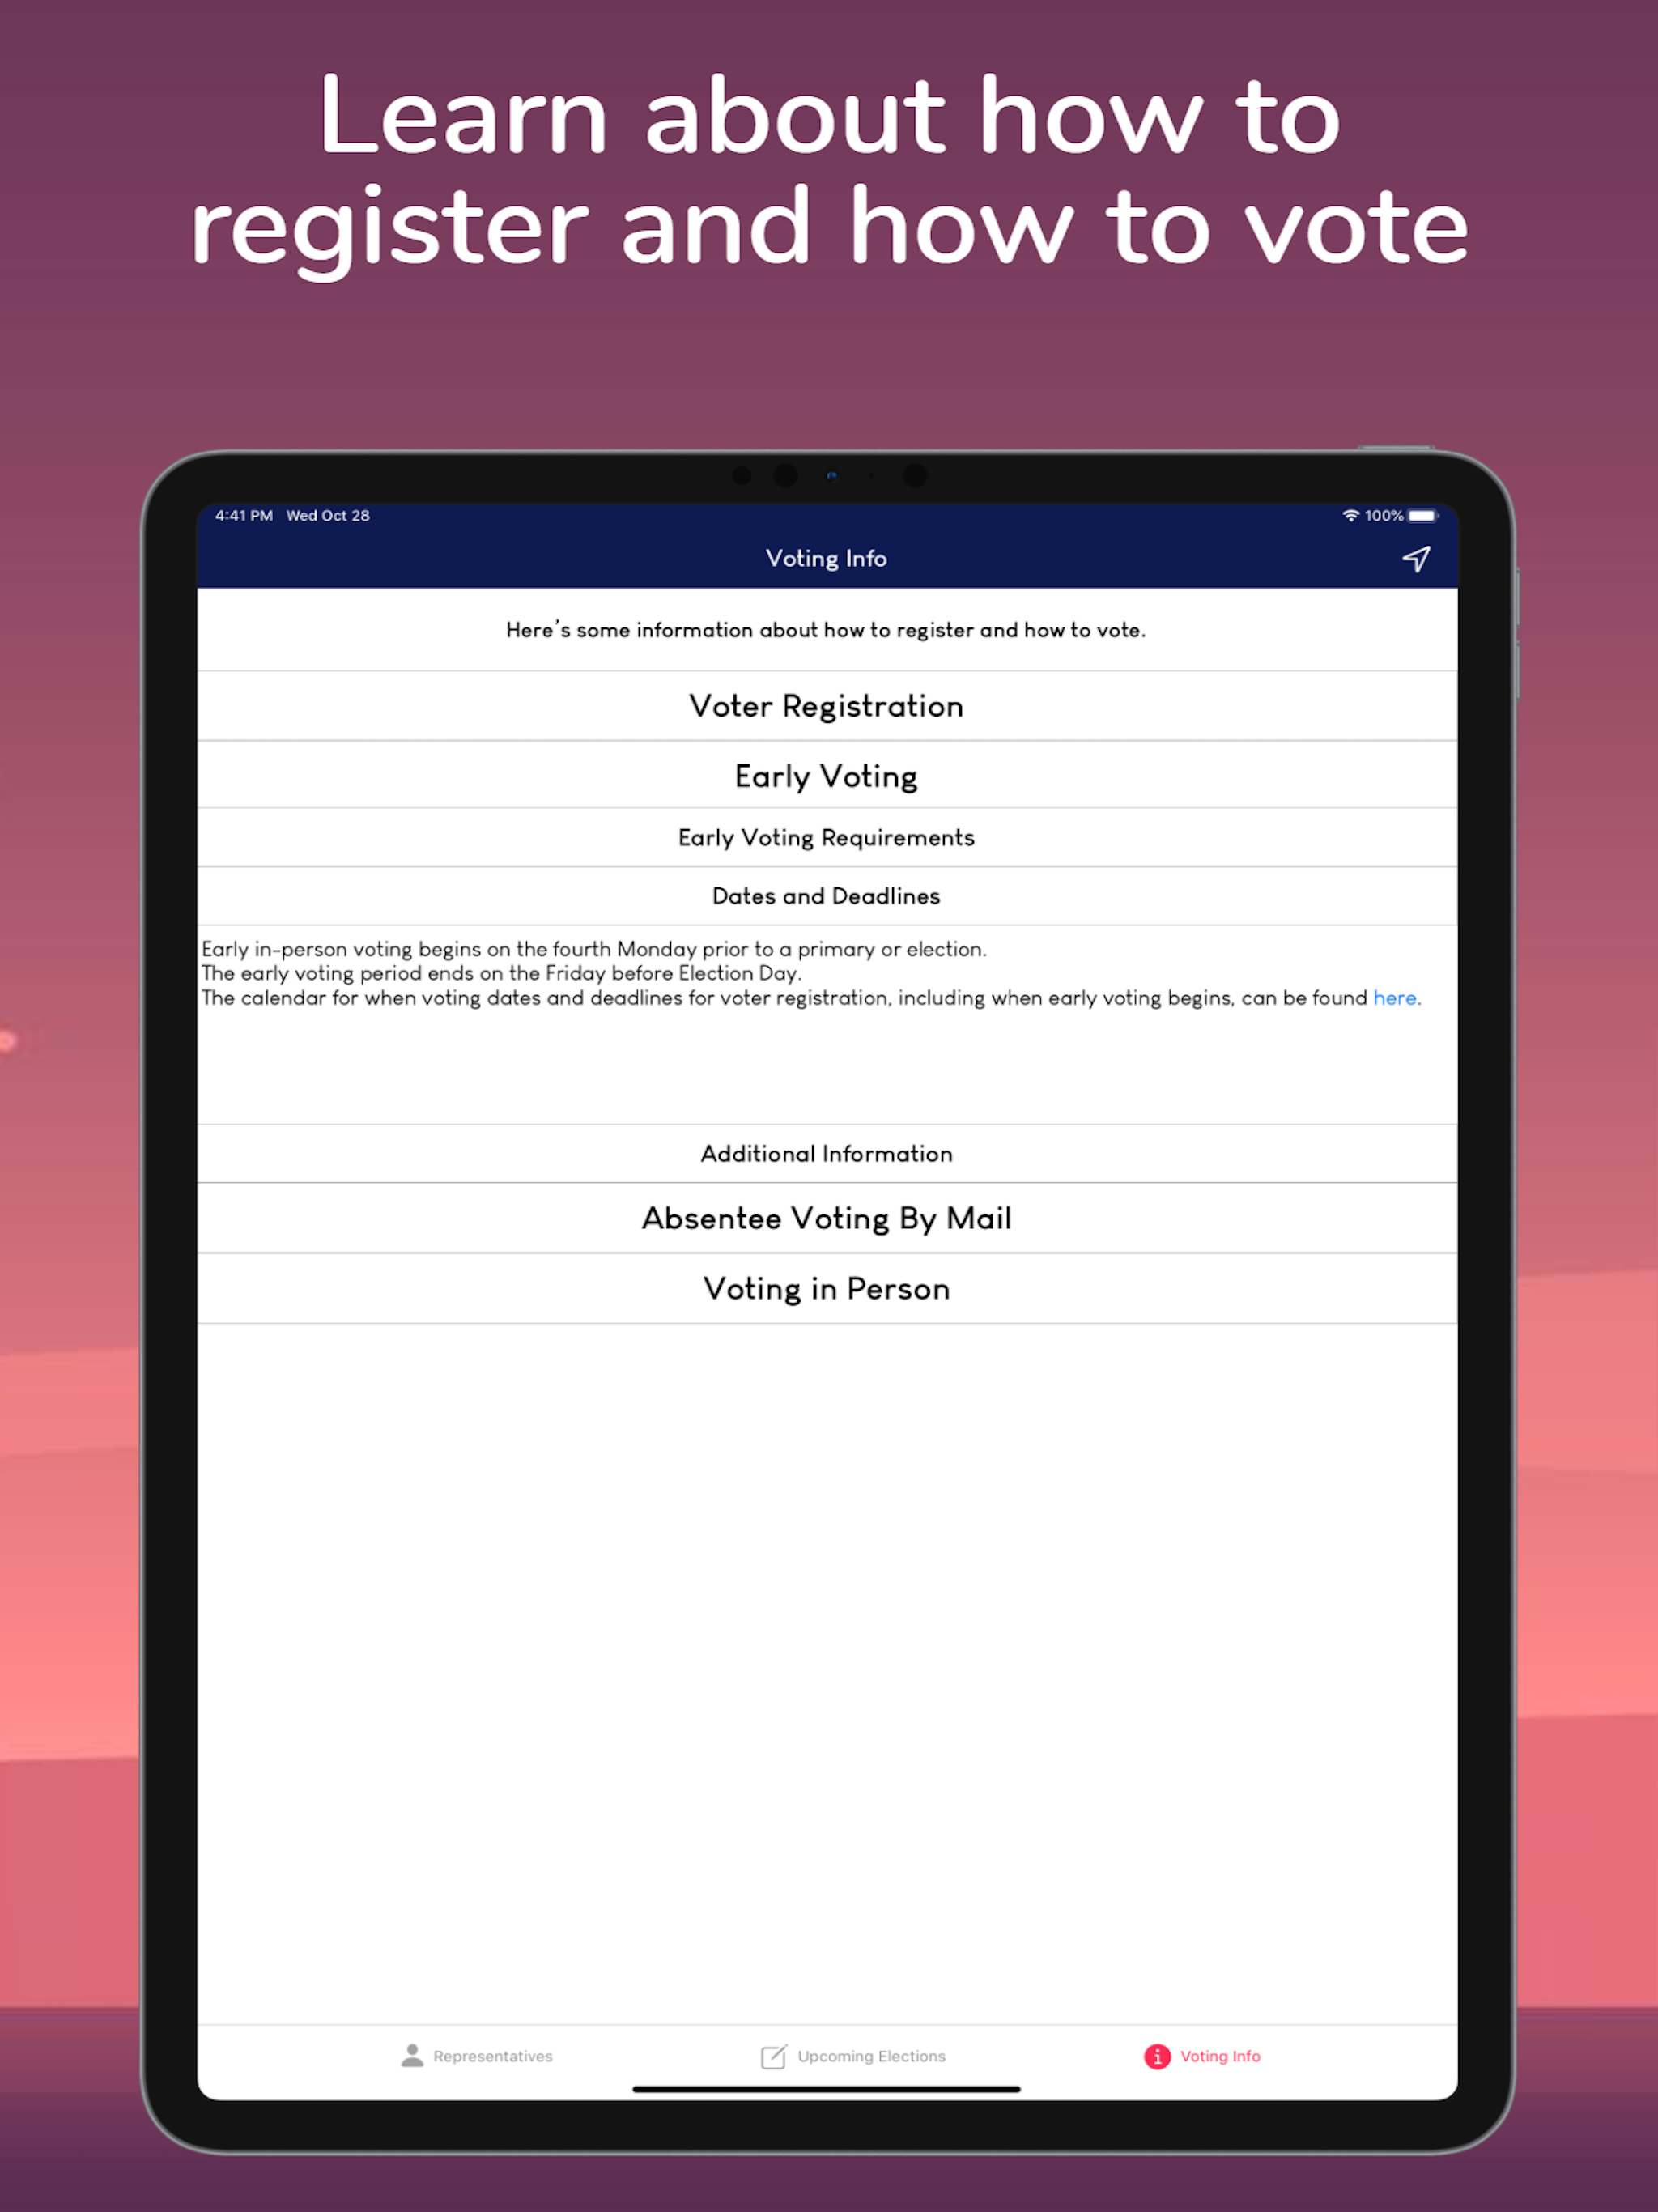 Learn about how to
register and how to vote
4:41 PM Wed Oct 28
100%
Voting Info
Here's some information about how to register and how to vote.
Voter Registration
Early Voting
Early Voting Requirements
Dates and Deadlines
Early in-person voting begins on the fourth Monday prior to a primary or election.
The early voting period ends on the Friday before Election Day.
The calendar for when voting dates and deadlines for voter registration, including when early voting begins, can be found here.
Additional Information
Absentee Voting By Mail
Voting in Person
Representatives
Upcoming Elections
Voting Info